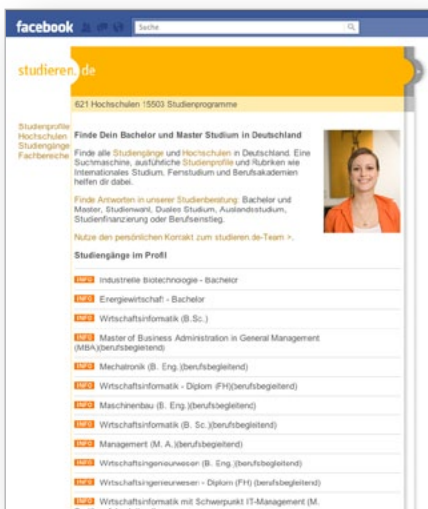 facebook
Suche
studieren.de
621 Hochschulen 15503 Studienprogramme
Studienprofile
Hochschulen
Studiengänge
Fachbereiche
Finde Dein Bachelor und Master Studium in Deutschland
Finde alle Studiengänge und Hochschulen in Deutschland. Eine
Suchmaschine, ausführliche Studienprofile und Rubriken wie
Internationales Studium, Fernstudium und Berufsakademien
helfen dir dabei.
Finde Antworten in unserer Studienberatung: Bachelor und
Master, Studienwahl, Duales Studium, Auslandsstudium,
Studienfinanzierung oder Berufseinstieg.
Nutze den persönlichen Kontakt zum studieren.de-Team >.
Studiengänge im Profil
INFO Industrielle Biotechnologie - Bachelor
INFO Energiewirtschaft - Bachelor
INFO Wirtschaftsinformatik (B.Sc.)
INFO Master of Business Administration in General Management
(MBA)(berufsbegleitend)
INFO Mechatronik (B. Eng.)(berufsbegleitend)
INFO Wirtschaftsinformatik - Diplom (FH)(berufsbegleitend)
INFO Maschinenbau (B. Eng.)(berufsbegleitend)
INFO Wirtschaftsinformatik (B. Sc.)(berufsbegleitend)
INFO Management (M. A.)(berufsbegleitend)
INFO Wirtschaftsingenieurwesen (B. Eng.)(berufsbegleitend)
INFO Wirtschaftsingenieurwesen - Diplom (FH) (berufsbegleitend)
INFO Wirtschaftsinformatik mit Schwerpunkt IT-Management (M.